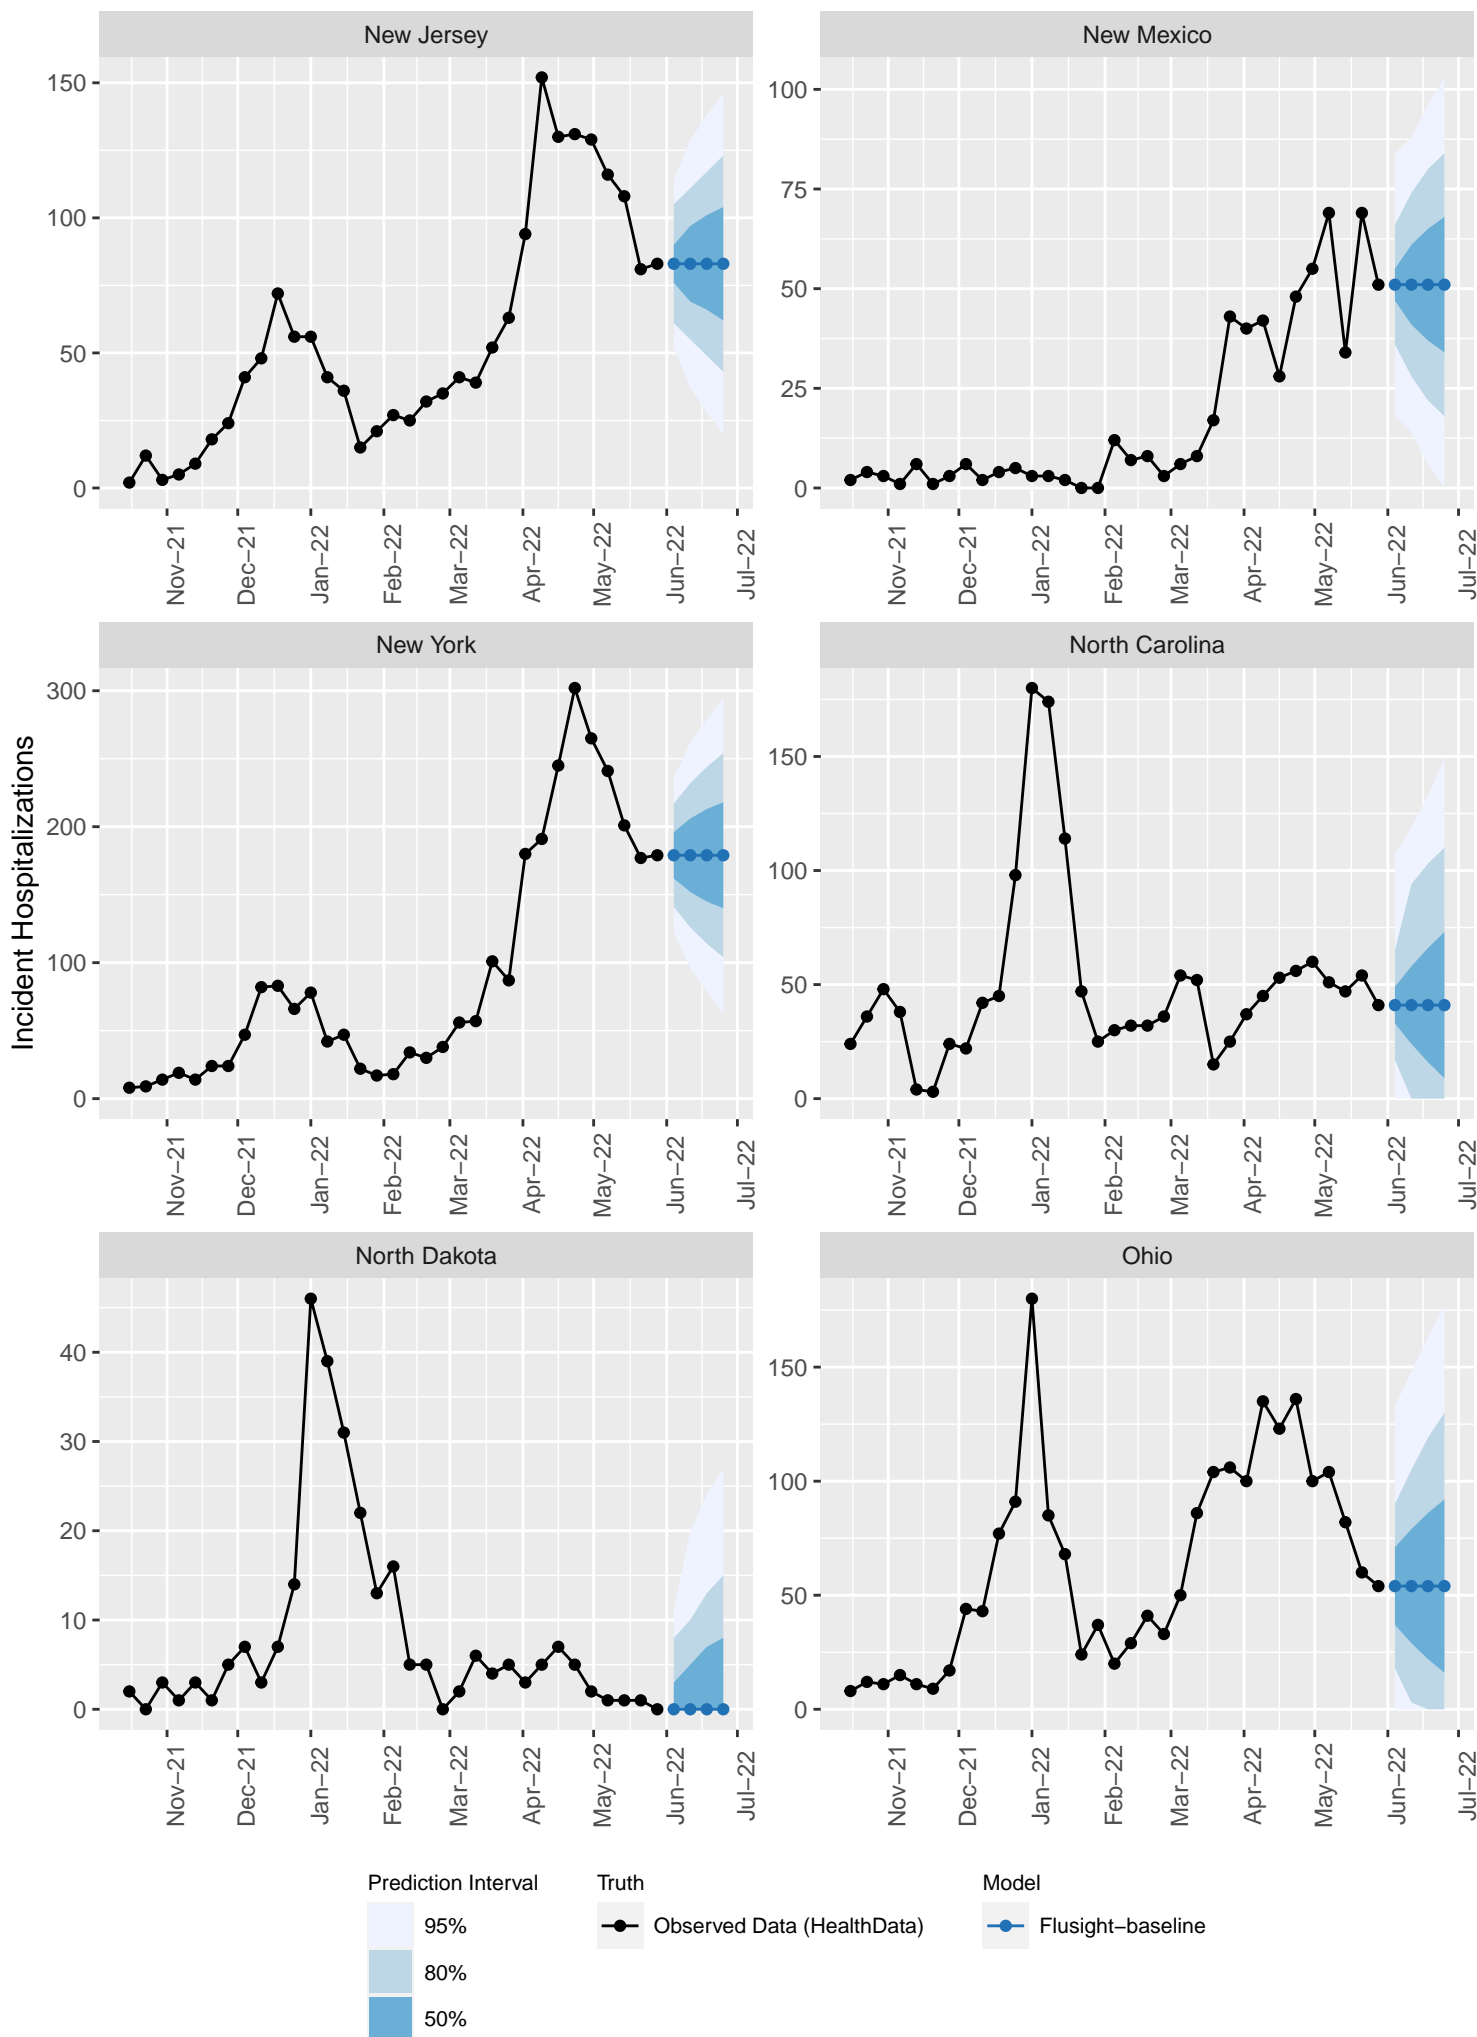 New Jersey
New Mexico
150
100
50
0
100
75
50
25
0
Nov−21
Dec−21
Jan−22
Feb−22
Mar−22
Apr−22
May−22
Jun−22
Jul−22
Nov−21
Dec−21
Jan−22
Feb−22
Mar−22
Apr−22
May−22
Jun−22
Jul−22
Incident Hospitalizations
New York
North Carolina
300
200
100
0
150
100
50
0
Nov−21
Dec−21
Jan−22
Feb−22
Mar−22
Apr−22
May−22
Jun−22
Jul−22
Nov−21
Dec−21
Jan−22
Feb−22
Mar−22
Apr−22
May−22
Jun−22
Jul−22
North Dakota
Ohio
40
30
20
10
0
150
100
50
0
Nov−21
Dec−21
Jan−22
Feb−22
Mar−22
Apr−22
May−22
Jun−22
Jul−22
Nov−21
Dec−21
Jan−22
Feb−22
Mar−22
Apr−22
May−22
Jun−22
Jul−22
Prediction Interval
95%
80%
50%
Truth
Observed Data (HealthData)
Model
Flusight−baseline